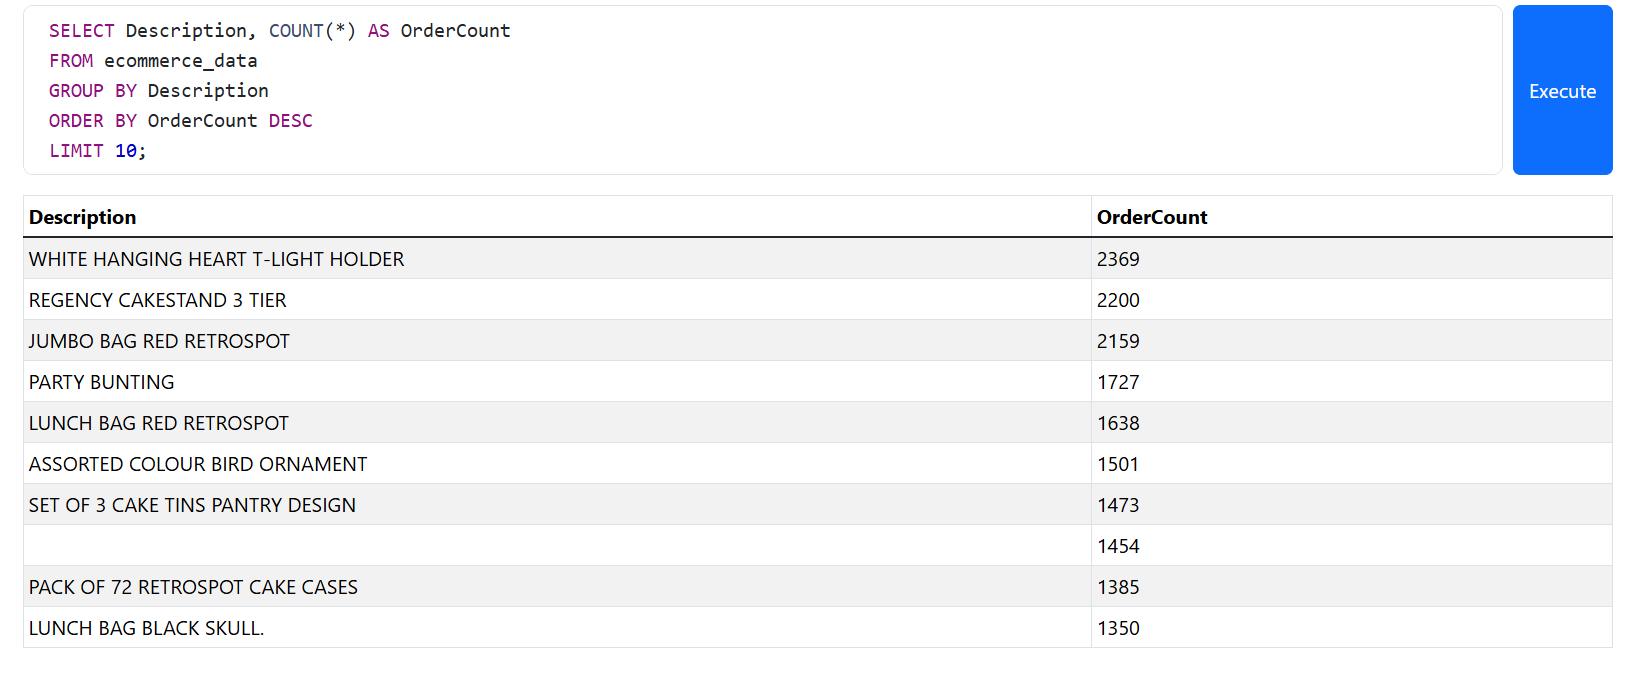 SELECT Description, COUNT(*) AS OrderCount
FROM ecommerce_data
GROUP BY Description
ORDER BY OrderCount DESC
LIMIT 10;
Execute
Description OrderCount
WHITE HANGING HEART T-LIGHT HOLDER 2369
REGENCY CAKESTAND 3 TIER 2200
JUMBO BAG RED RETROSPOT 2159
PARTY BUNTING 1727
LUNCH BAG RED RETROSPOT 1638
ASSORTED COLOUR BIRD ORNAMENT 1501
SET OF 3 CAKE TINS PANTRY DESIGN 1473
1454
PACK OF 72 RETROSPOT CAKE CASES 1385
LUNCH BAG BLACK SKULL. 1350